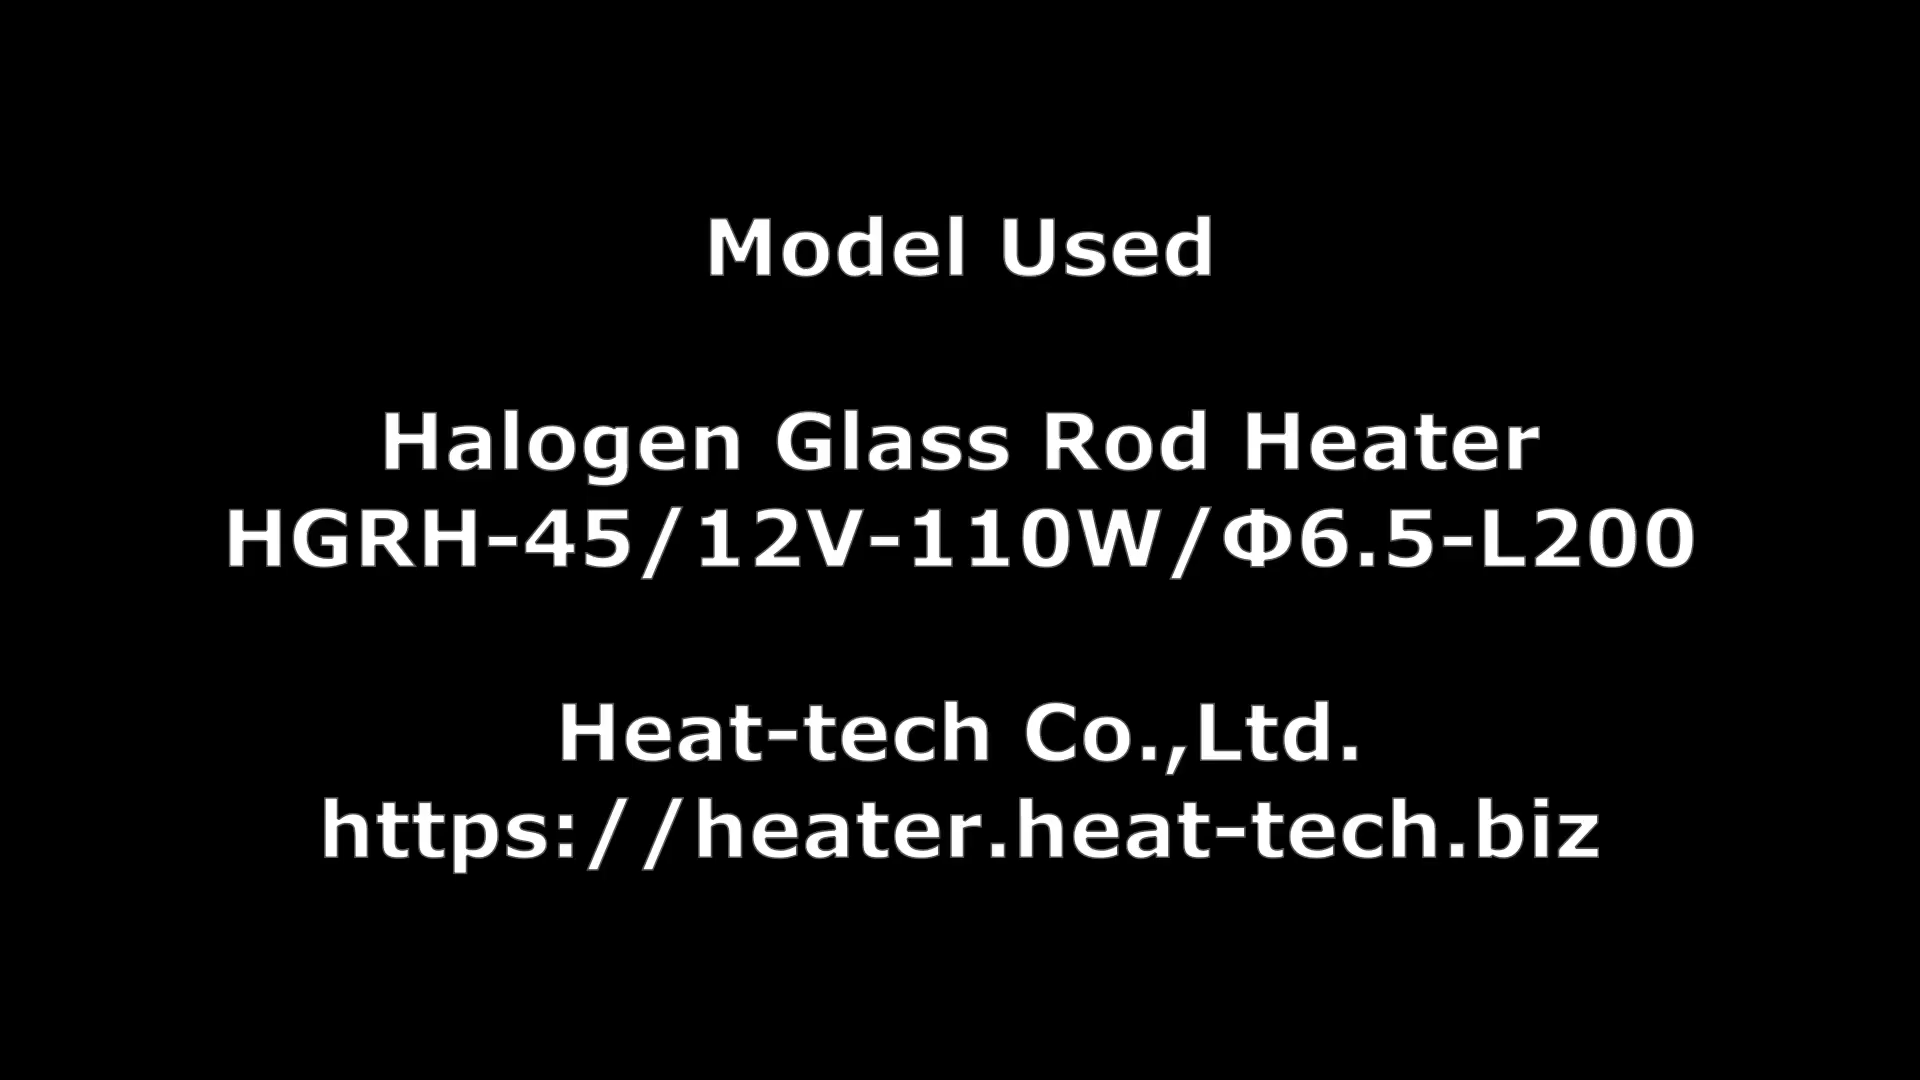 Model Used
Halogen Glass Rod Heater
HGRH-45/12V-110W/Φ6.5-L200
Heat-tech Co.,Ltd.
https://heater.heat-tech.biz